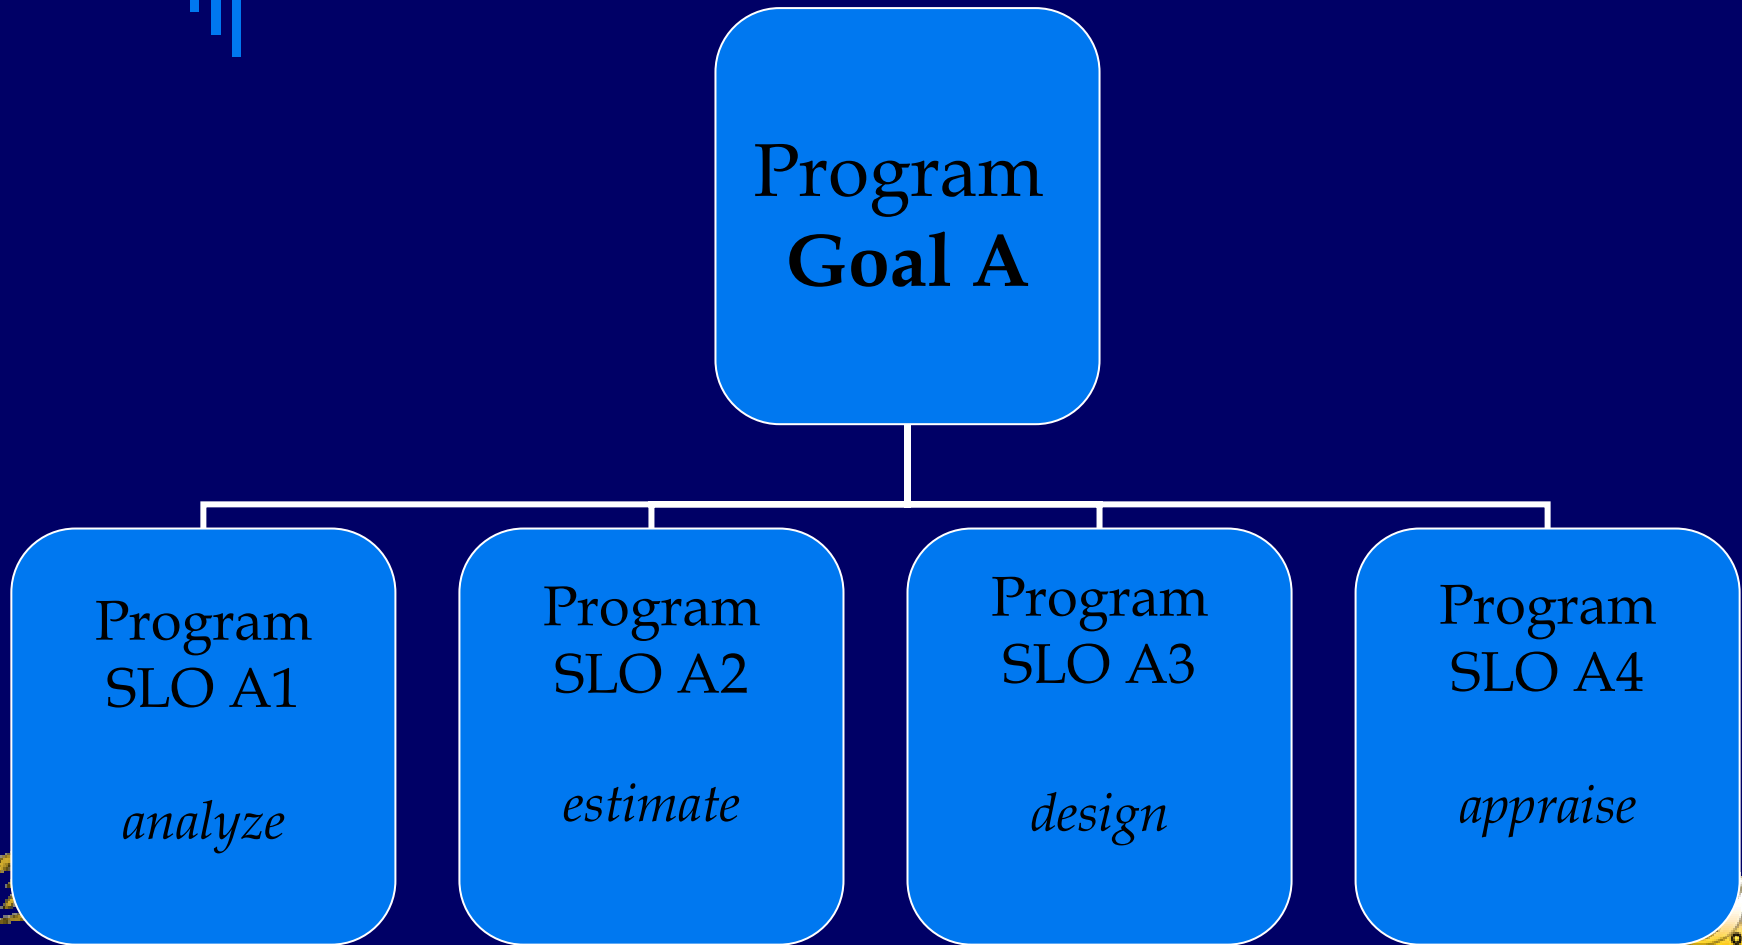 Program
Goal A
Program
SLO A1
analyze
Program
SLO A2
estimate
Program
SLO A3
design
Program
SLO A4
appraise